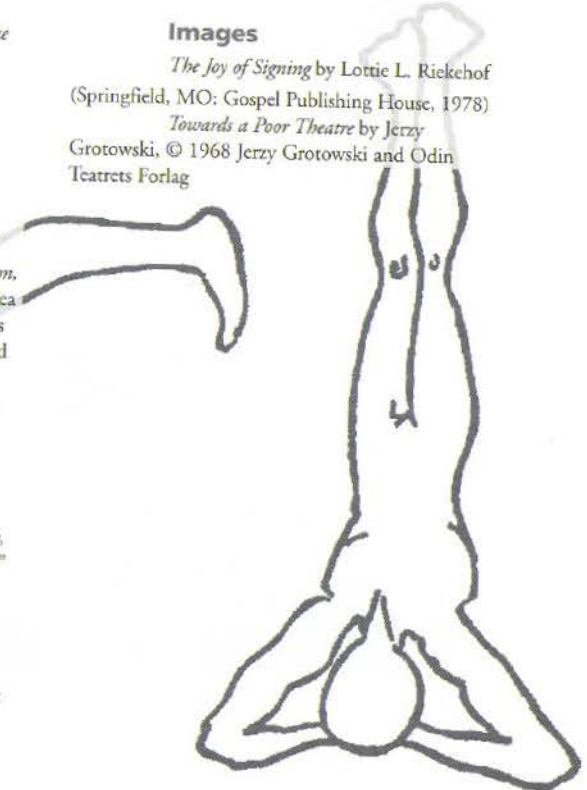 Images
The Joy of Signing by Lottie L. Riekehof
(Springfield, MO: Gospel Publishing House, 1978)
Towards a Poor Theatre by Jerzy
Grotowski, © 1968 Jerzy Grotowski and Odin
Teatrets Forlag